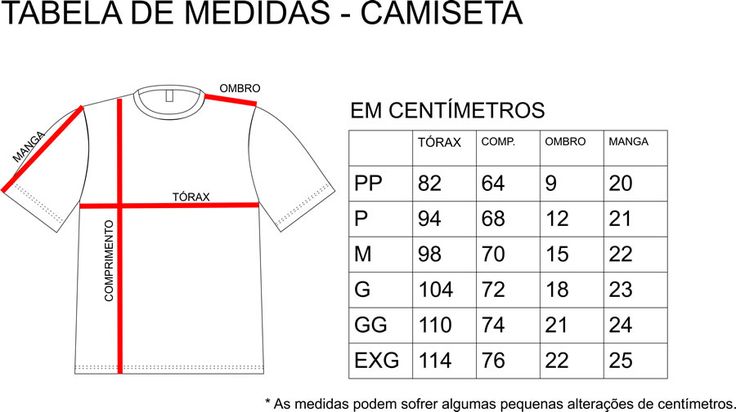 TABELA DE MEDIDAS - CAMISETA
OMBRO
MANGA
TÓRAX
COMPRIMENTO
EM CENTÍMETROS
TÓRAX COMP. OMBRO MANGA
PP 82 64 9 20
P 94 68 12 21
M 98 70 15 22
G 104 72 18 23
GG 110 74 21 24
EXG 114 76 22 25
* As medidas podem sofrer algumas pequenas alterações de centímetros.